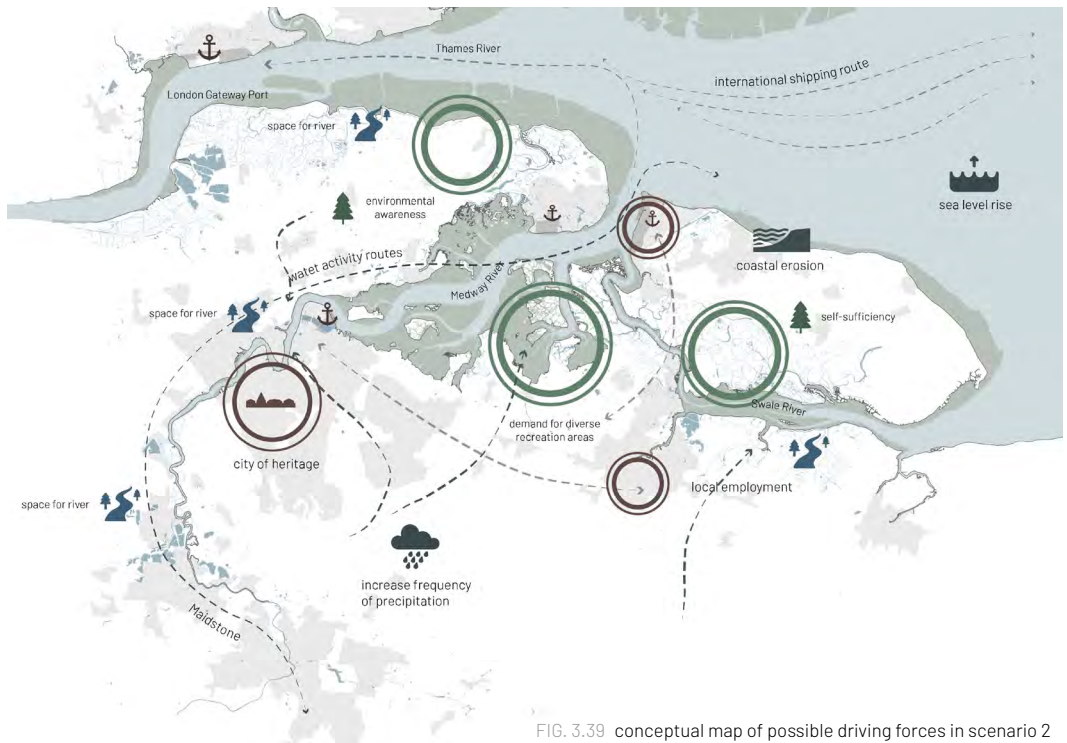 Thames River
international shipping route
London Gateway Port
space for river
sea level rise
environmental
awareness
watet activity routes
coastal erosion
Medway River
space for river
self-sufficiency
Swale River
demand for diverse
recreation areas
city of heritage
local employment
space for river
increase frequency
of precipitation
Maidstone
FIG. 3.39 conceptual map of possible driving forces in scenario 2